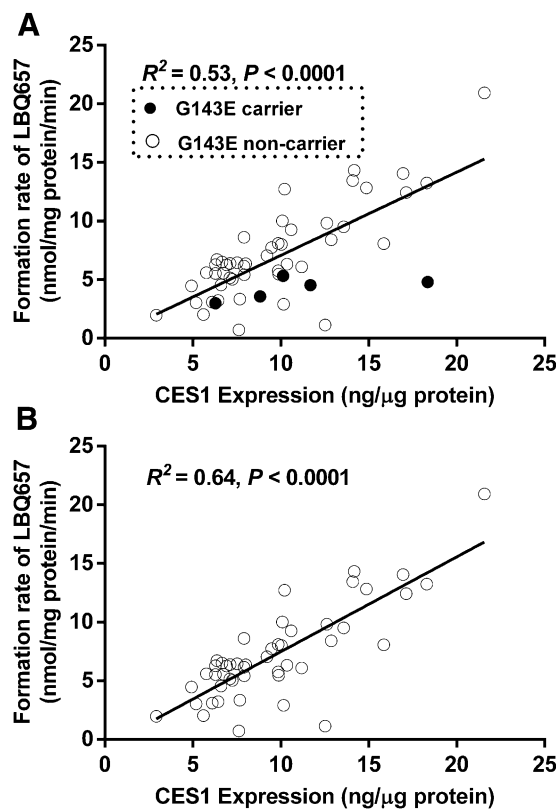 A
Formation rate of LBQ657
(nmol/mg protein/min)
25
20
15
10
5
0
R² = 0.53, P < 0.0001
G143E carrier
G143E non-carrier
0 5 10 15 20 25
CES1 Expression (ng/μg protein)
B
Formation rate of LBQ657
(nmol/mg protein/min)
25
20
15
10
5
0
R² = 0.64, P < 0.0001
0 5 10 15 20 25
CES1 Expression (ng/μg protein)